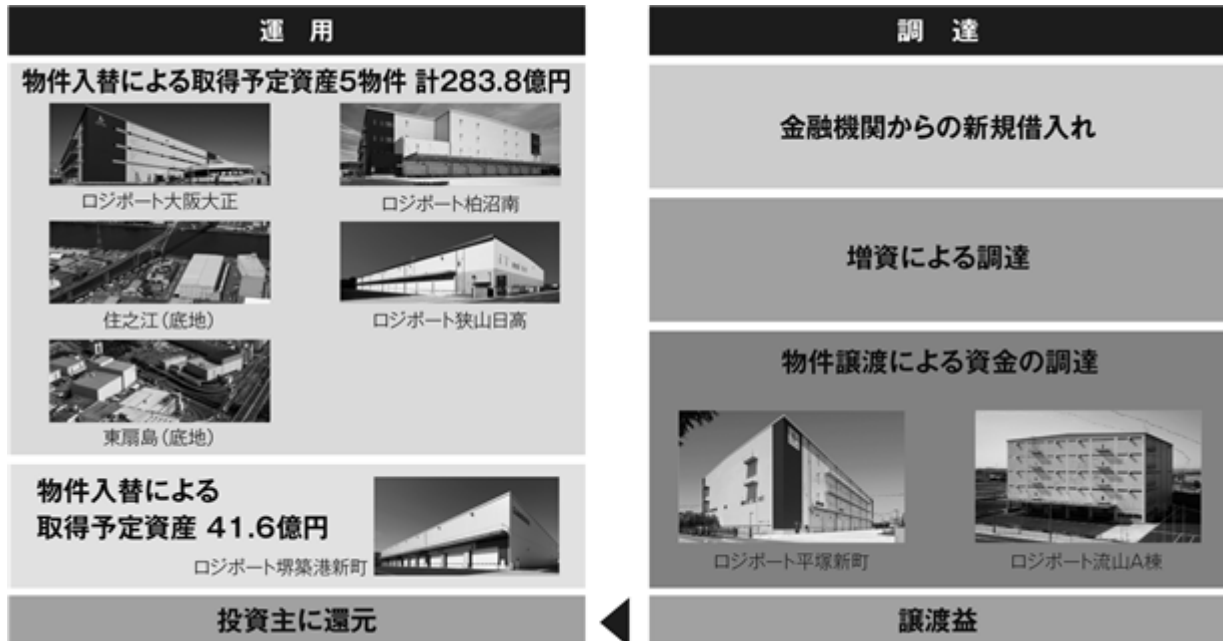 運 用
物件入替による取得予定資産5物件 計283.8億円
ロジポート大阪大正
ロジポート柏沼南
住之江(底地)
ロジポート狭山日高
東扇島(底地)
物件入替による
取得予定資産 41.6億円
ロジポート堺築港新町
投資主に還元
調 達
金融機関からの新規借入れ
増資による調達
物件譲渡による資金の調達
ロジポート平塚新町
ロジポート流山A棟
譲渡益